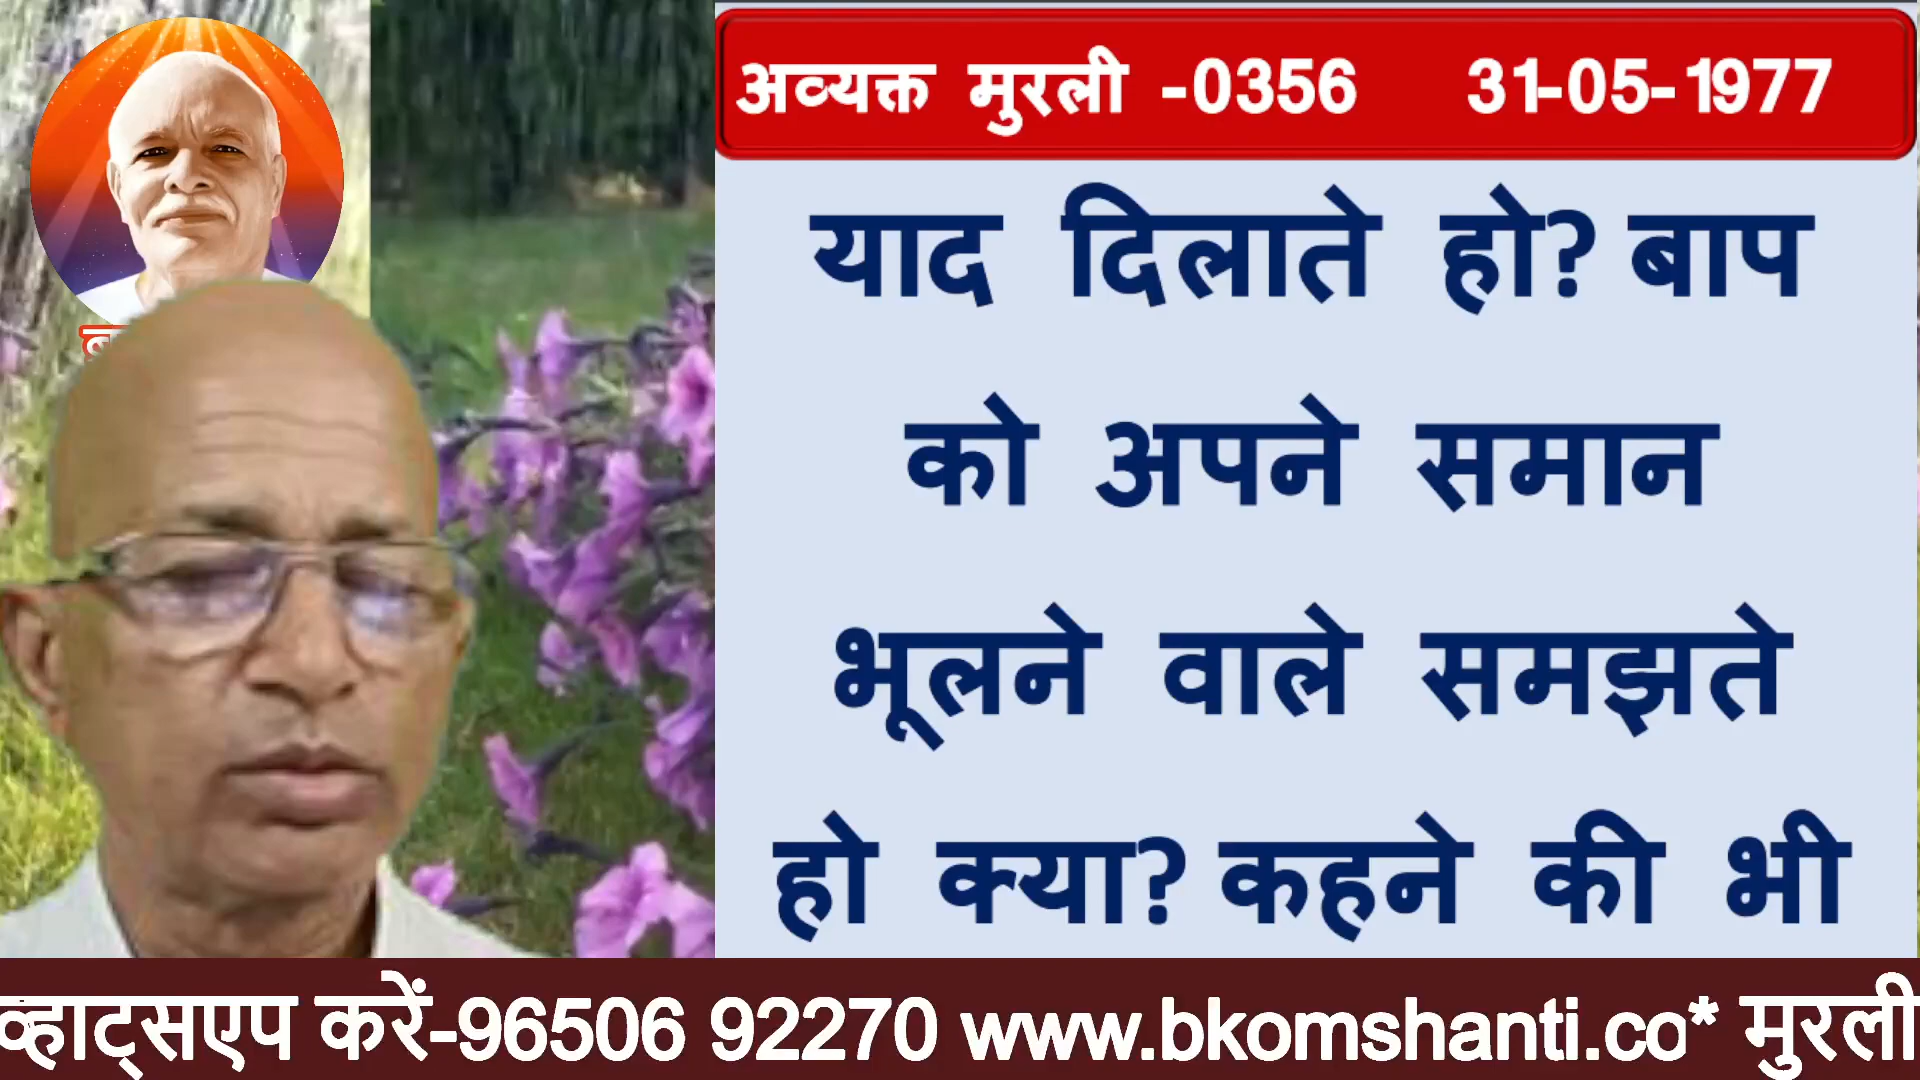 अव्यक्त मुरली -0356 31-05-1977
याद दिलाते हो? बाप
को अपने समान
भूलने वाले समझते
हो क्या? कहने की भी
व्हाट्सएप करें-96506 92270 www.bkomshanti.co* मुरली